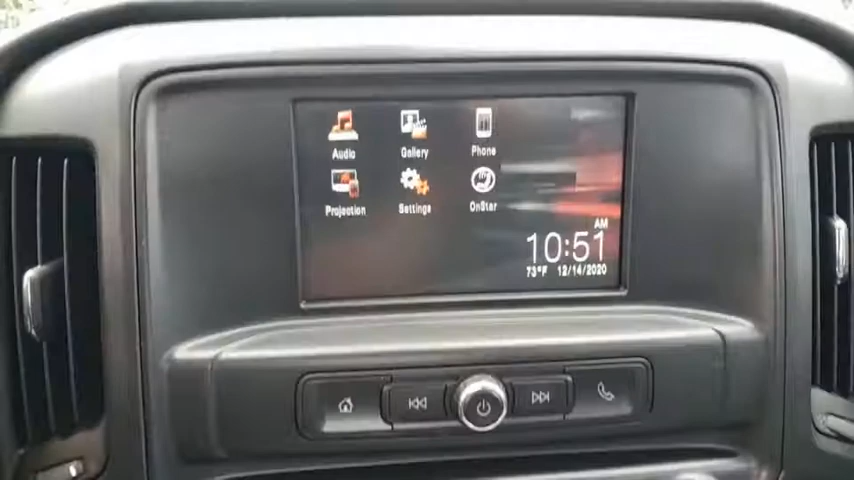 Audio Gallery Phone
Projection Settings OnStar
AM
10:51
73°F 12/14/2020